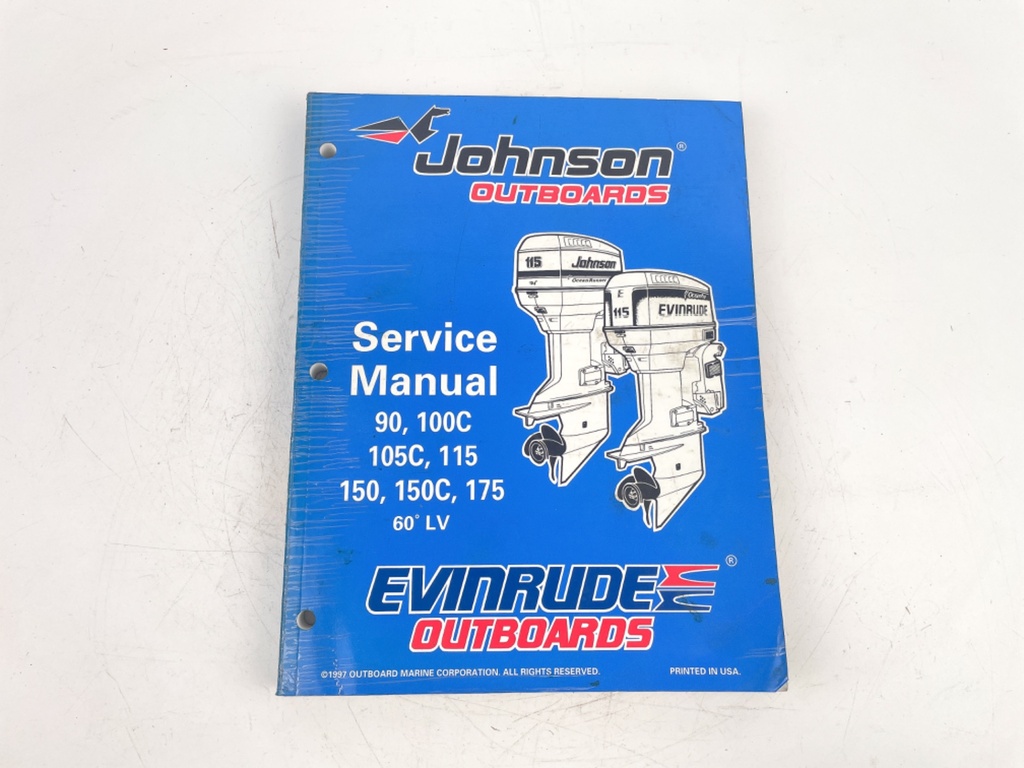 Johnson®
OUTBOARDS
115 Johnson
OceanRunner
115 EVINRUDE
Service
Manual
90, 100C
105C, 115
150, 150C, 175
60° LV
EVINRUDE®
OUTBOARDS
©1997 OUTBOARD MARINE CORPORATION. ALL RIGHTS RESERVED. PRINTED IN USA.